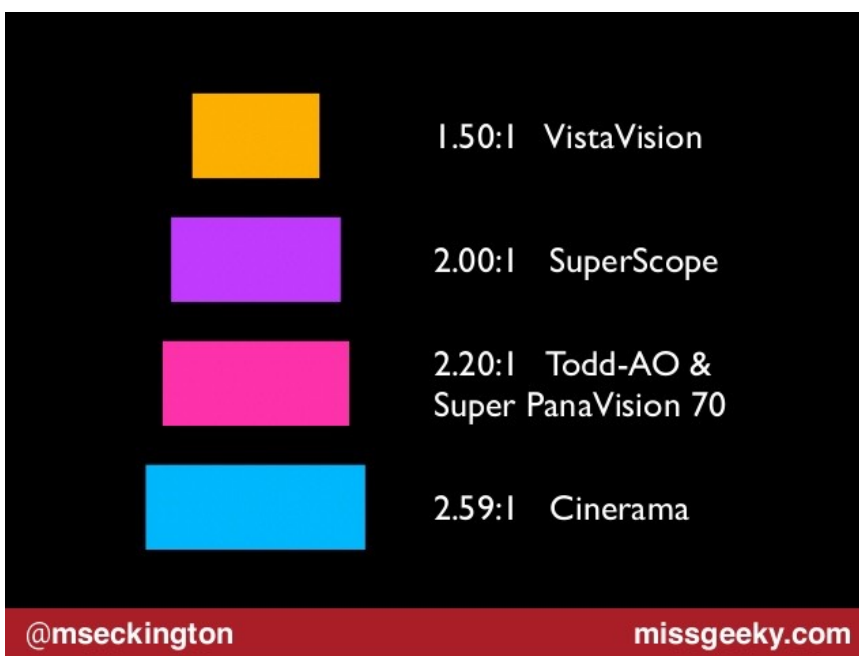 1.50:1 VistaVision
2.00:1 SuperScope
2.20:1 Todd-AO &
Super PanaVision 70
2.59:1 Cinerama
@mseckington
missgeeky.com